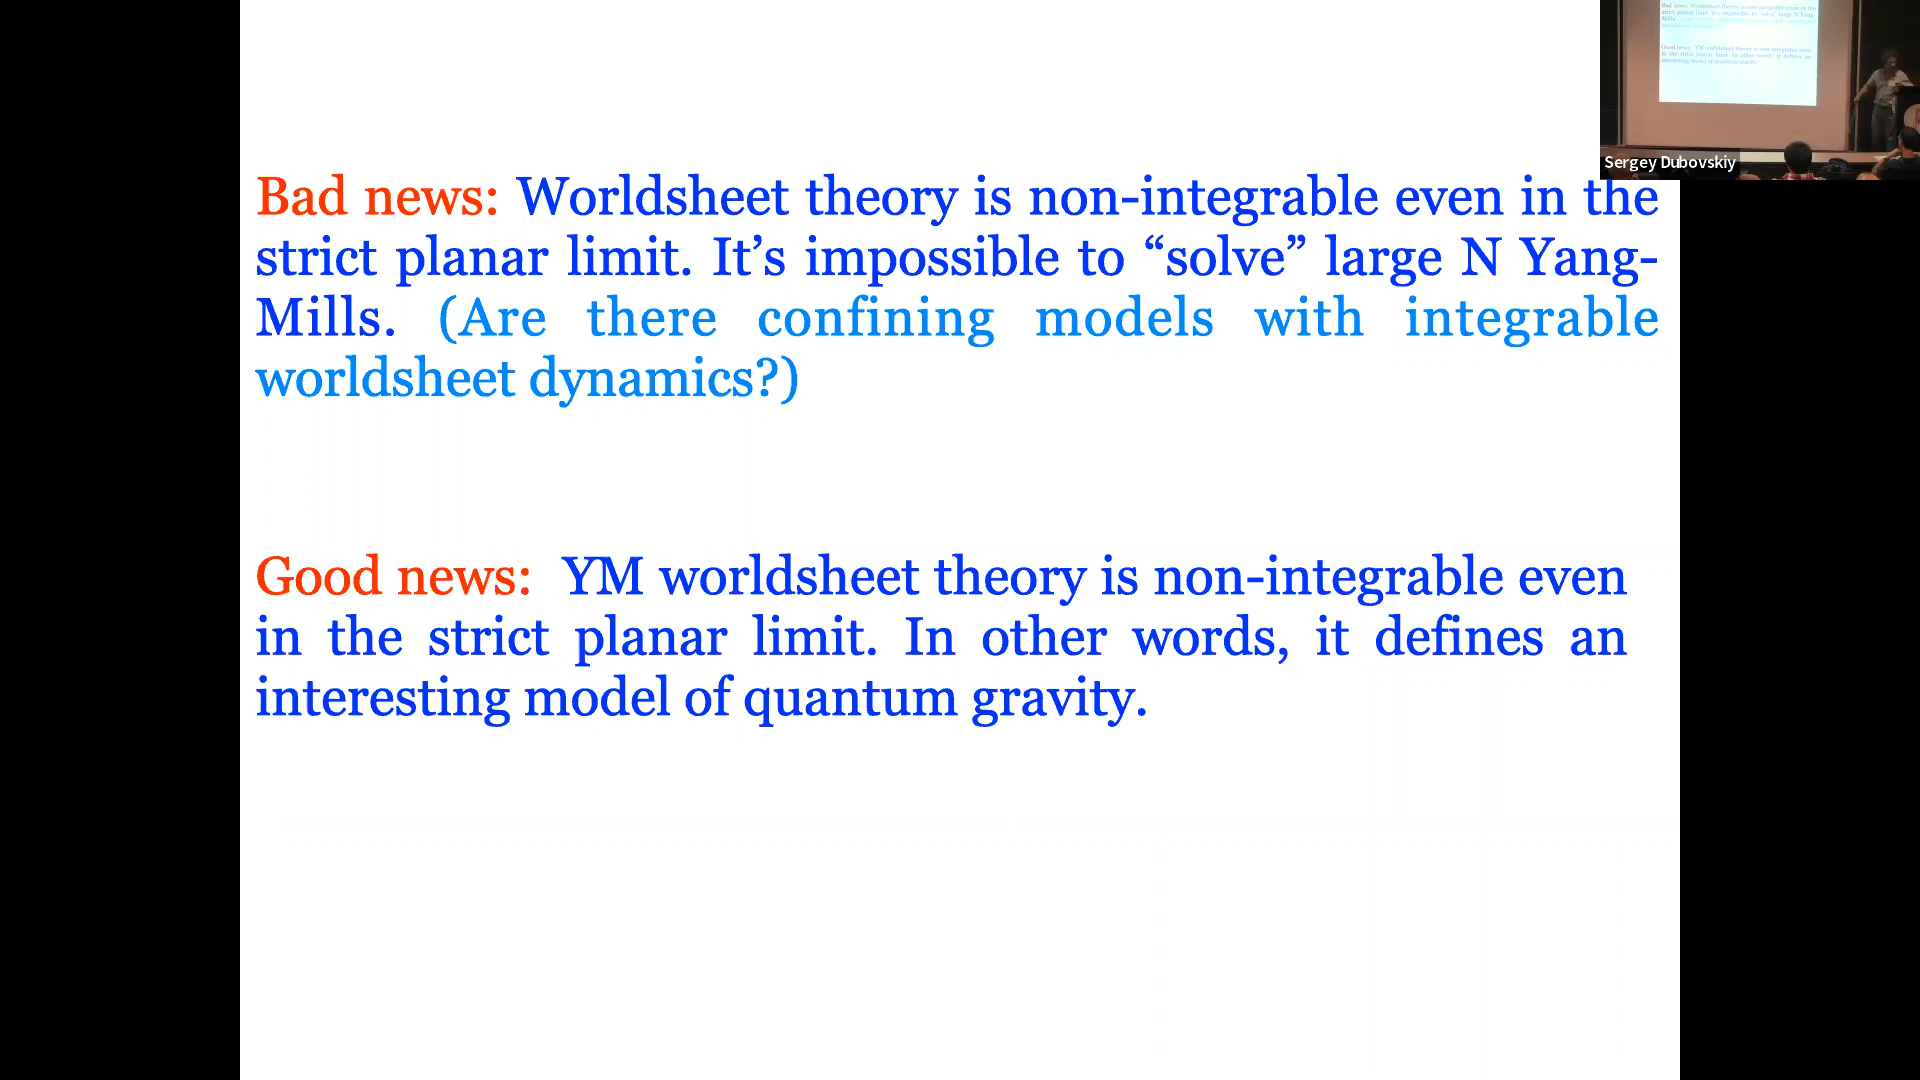 Bad news: Worldsheet theory is non-integrable even in the
strict planar limit. It’s impossible to “solve” large N Yang-
Mills. (Are there confining models with integrable
worldsheet dynamics?)
Good news: YM worldsheet theory is non-integrable even
in the strict planar limit. In other words, it defines an
interesting model of quantum gravity.
Sergey Dubovskiy